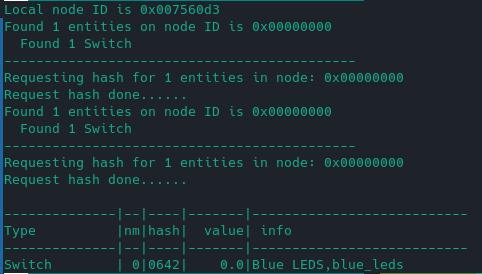 Local node ID is 0x007560d3
Found 1 entities on node ID is 0x00000000
  Found 1 Switch
--------------------------------------------
Requesting hash for 1 entities in node: 0x00000000
Request hash done......
Found 1 entities on node ID is 0x00000000
  Found 1 Switch
--------------------------------------------
Requesting hash for 1 entities in node: 0x00000000
Request hash done......
--------------|--|----|-------|---------------------------
Type          |nm|hash|  value| info
--------------|--|----|-------|---------------------------
Switch        | 0|0642|    0.0|Blue LEDS,blue_leds